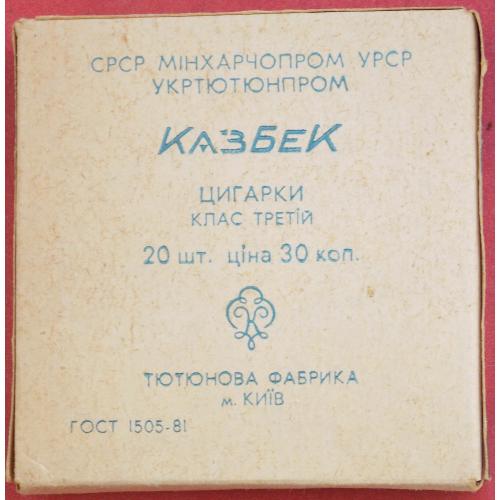 СРСР МІНХАРЧОПРОМ УРСР
УКРТЮТЮНПРОМ
КАЗБЕК
ЦИГАРКИ
КЛАС ТРЕТІЙ
20 шт. ціна 30 коп.
ТЮТЮНОВА ФАБРИКА
м. КИЇВ
ГОСТ 1505-81